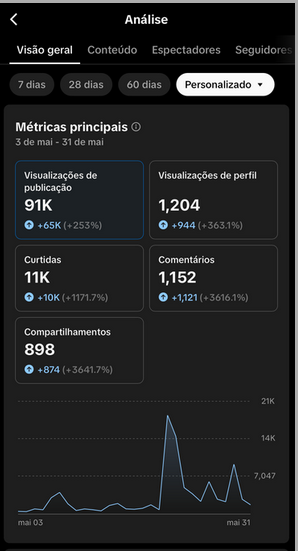 Análise
Visão geral Conteúdo Espectadores Seguidores
7 dias 28 dias 60 dias Personalizado
Métricas principais
3 de mai - 31 de mai
Visualizações de publicação
91K
+65K (+253%)
Visualizações de perfil
1,204
+944 (+363.1%)
Curtidas
11K
+10K (+1171.7%)
Comentários
1,152
+1,121 (+3616.1%)
Compartilhamentos
898
+874 (+3641.7%)
21K
14K
7,047
mai 03 mai 31